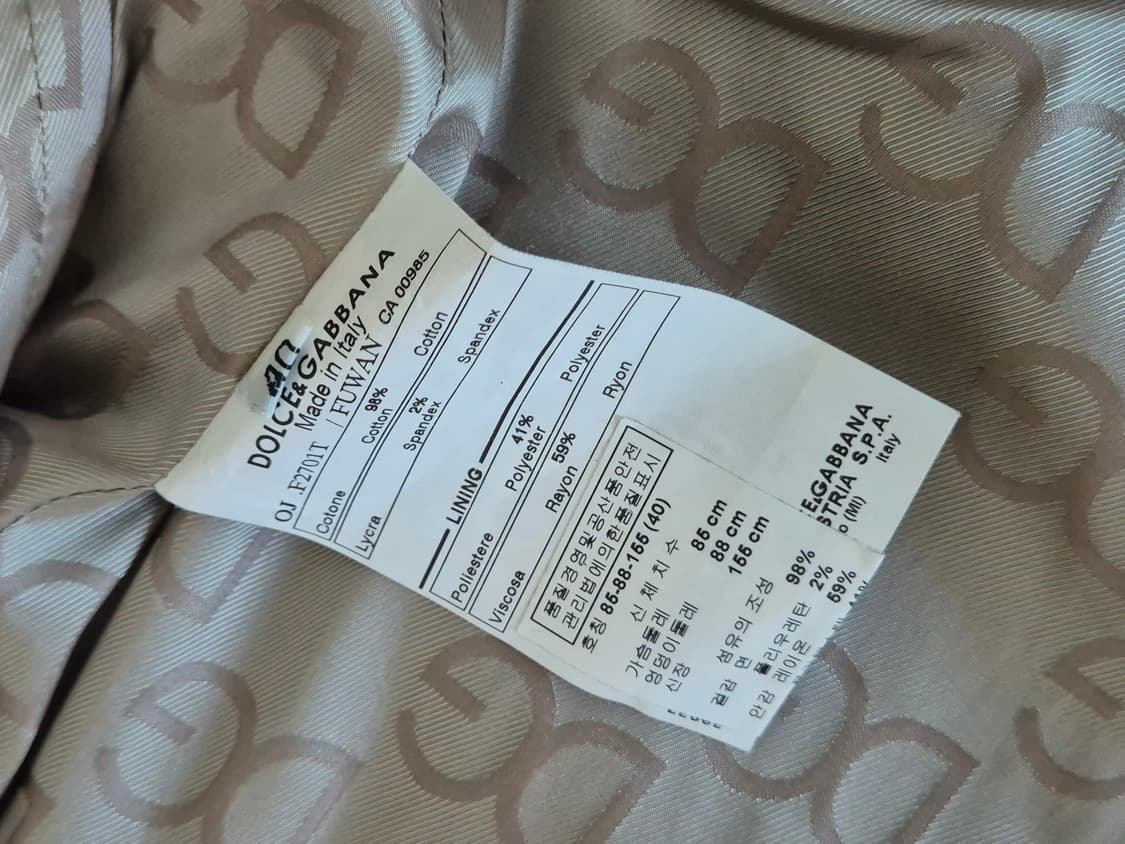 40
DOLCE&GABBANA
Made in Italy
OJ .F2701T / FUWAN CA 00985
98%
Cotone Cotton Cotton
2%
Lycra Spandex Spandex
LINING
41%
Poliestere Polyester Polyester
59%
Viscosa Rayon Ryon
품질경영및공산품안전
관리법에의한품질표시
호칭 85-88-155 (40)
신 체 치 수
가슴둘레 85 cm
엉덩이둘레 88 cm
신장 155 cm
섬유의 조성
겉감 면 98%
폴리우레탄 2%
안감 레이온 59%
E&GABBANA
STRIA S.P.A.
o (MI) Italy